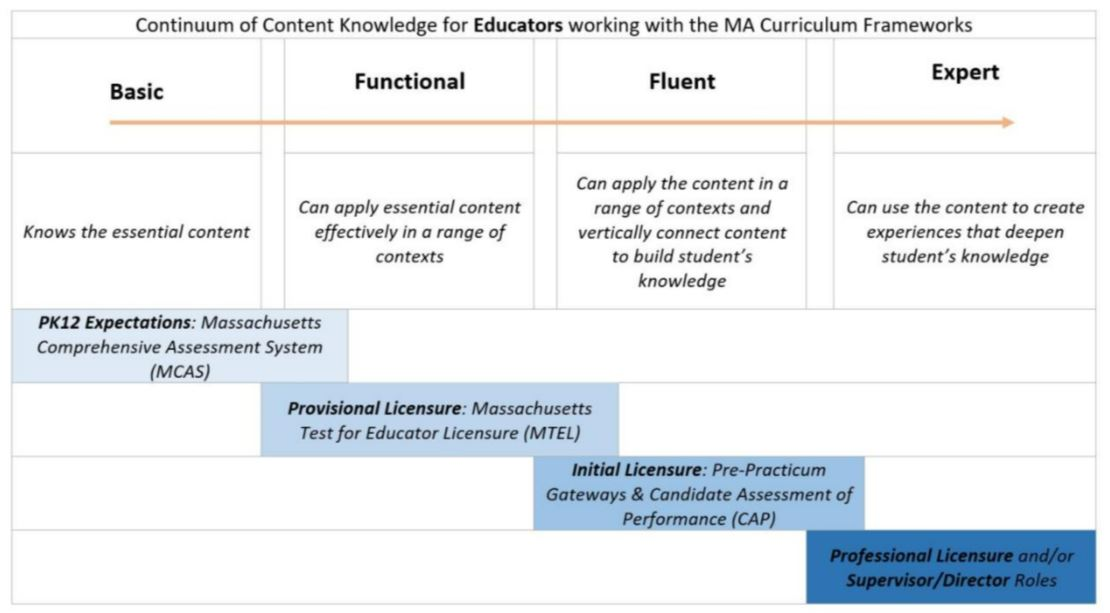 Continuum of Content Knowledge for Educators working with the MA Curriculum Frameworks
Basic
Functional
Fluent
Expert
Knows the essential content
Can apply essential content
effectively in a range of
contexts
Can apply the content in a
range of contexts and
vertically connect content
to build student's
knowledge
Can use the content to create
experiences that deepen
student's knowledge
PK12 Expectations: Massachusetts
Comprehensive Assessment System
(MCAS)
Provisional Licensure: Massachusetts
Test for Educator Licensure (MTEL)
Initial Licensure: Pre-Practicum
Gateways & Candidate Assessment of
Performance (CAP)
Professional Licensure and/or
Supervisor/Director Roles